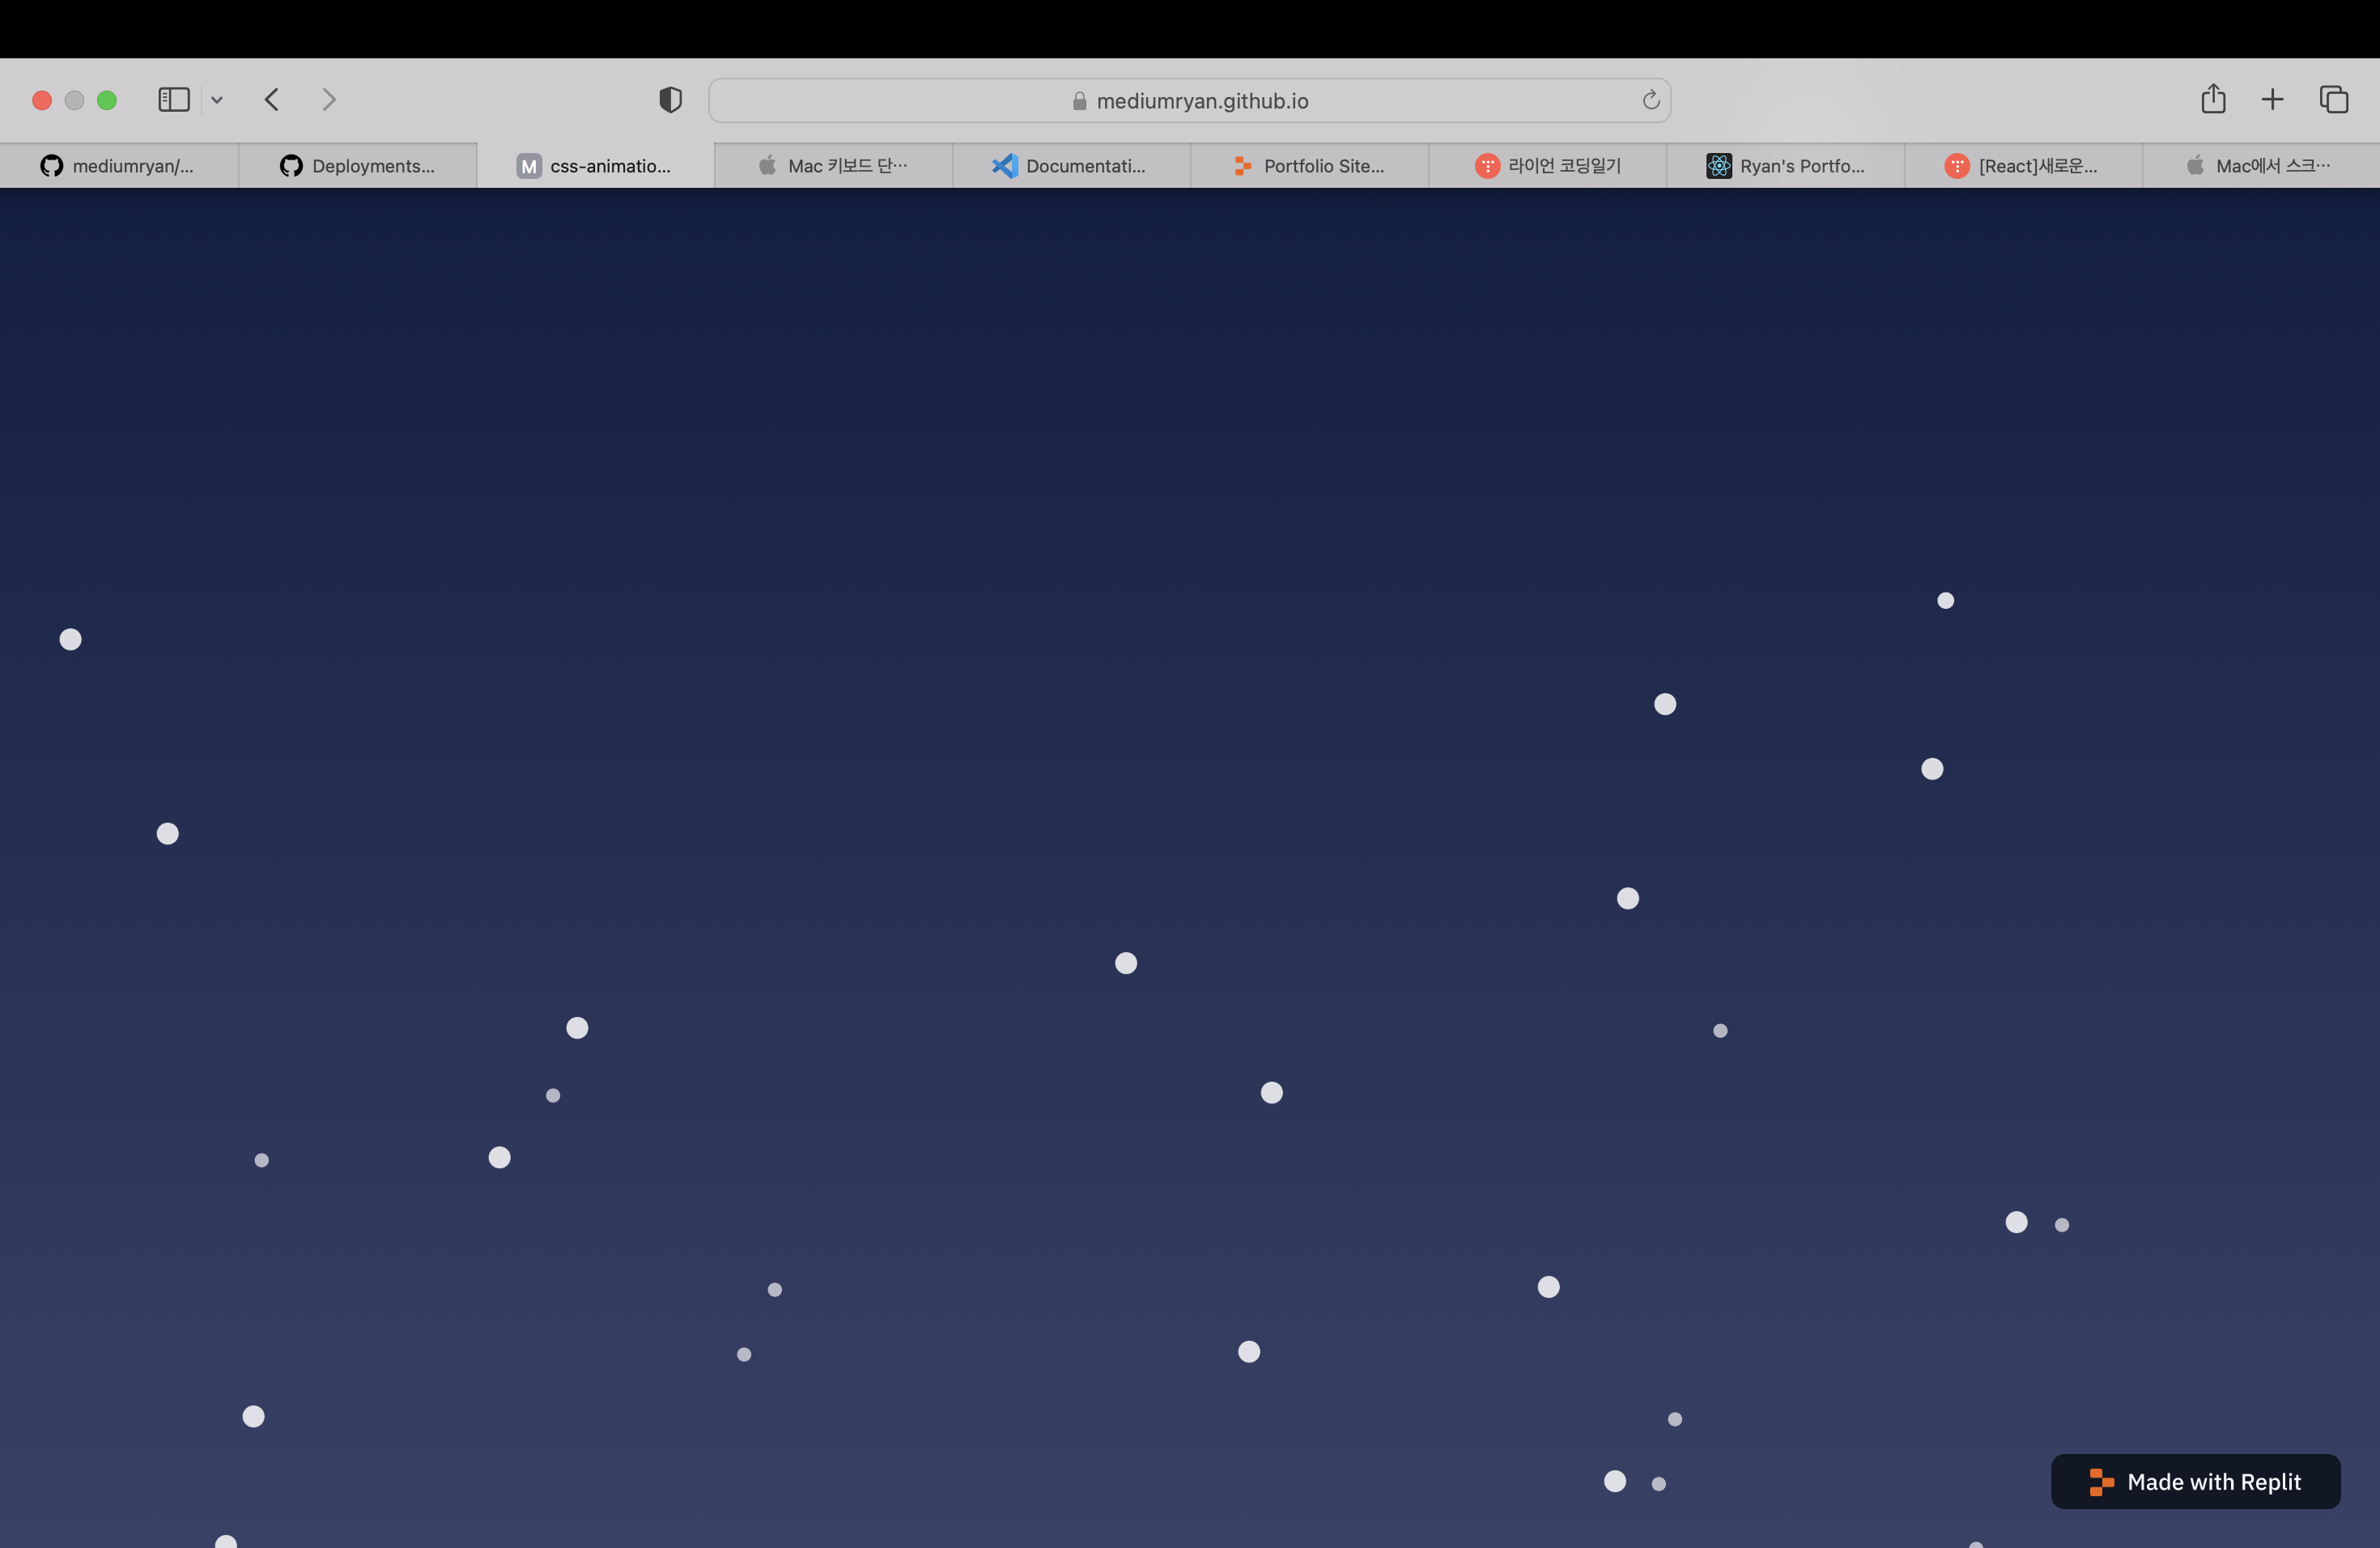 mediumryan.github.io
mediumryan/...
Deployments...
M css-animatio...
Mac 키보드 단…
Documentati...
Portfolio Site...
라이언 코딩일기
Ryan's Portfo...
[React]새로운...
Mac에서 스크…
Made with Replit